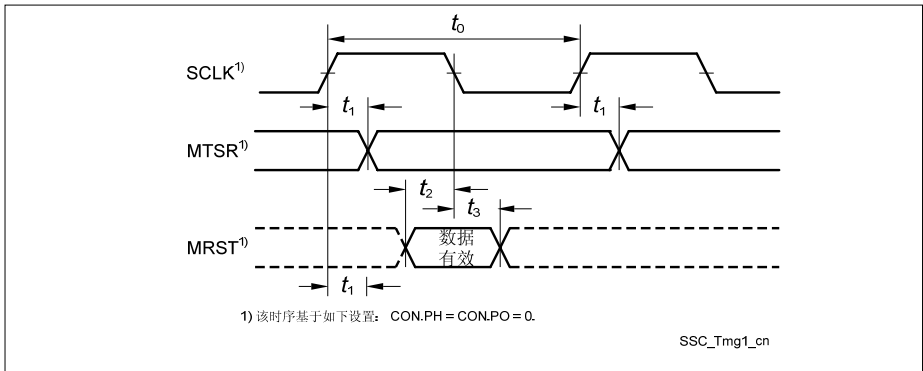 t0
SCLK1)
t1
t1
MTSR1)
t2
t3
MRST1)
数据
有效
t1
1) 该时序基于如下设置: CON.PH = CON.PO = 0.
SSC_Tmg1_cn